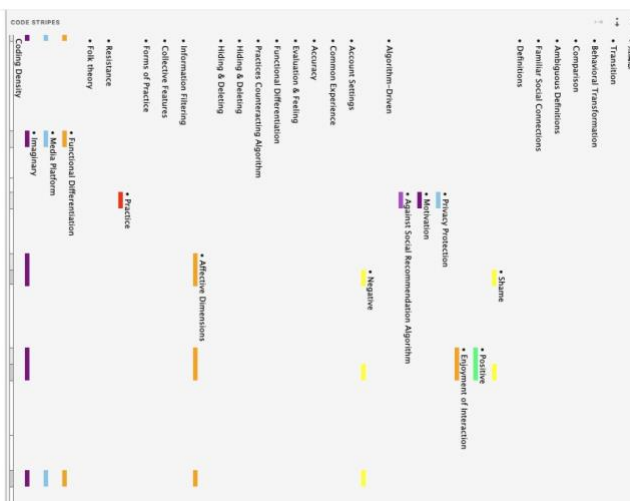 CODE STRIPES
• Transition
• Behavioral Transformation
• Comparison
• Ambiguous Definitions
• Familiar Social Connections
• Definitions
• Shame
• Positive
• Enjoyment of Interaction
• Privacy Protection
• Motivation
• Against Social Recommendation Algorithm
• Algorithm-Driven
• Negative
• Account Settings
• Common Experience
• Accuracy
• Evaluation & Feeling
• Functional Differentiation
• Practices Counteracting Algorithm
• Hiding & Deleting
• Hiding & Deleting
• Affective Dimensions
• Information Filtering
• Collective Features
• Forms of Practice
• Practice
• Resistance
• Folk theory
• Functional Differentiation
• Media Platform
• Imaginary
Coding Density